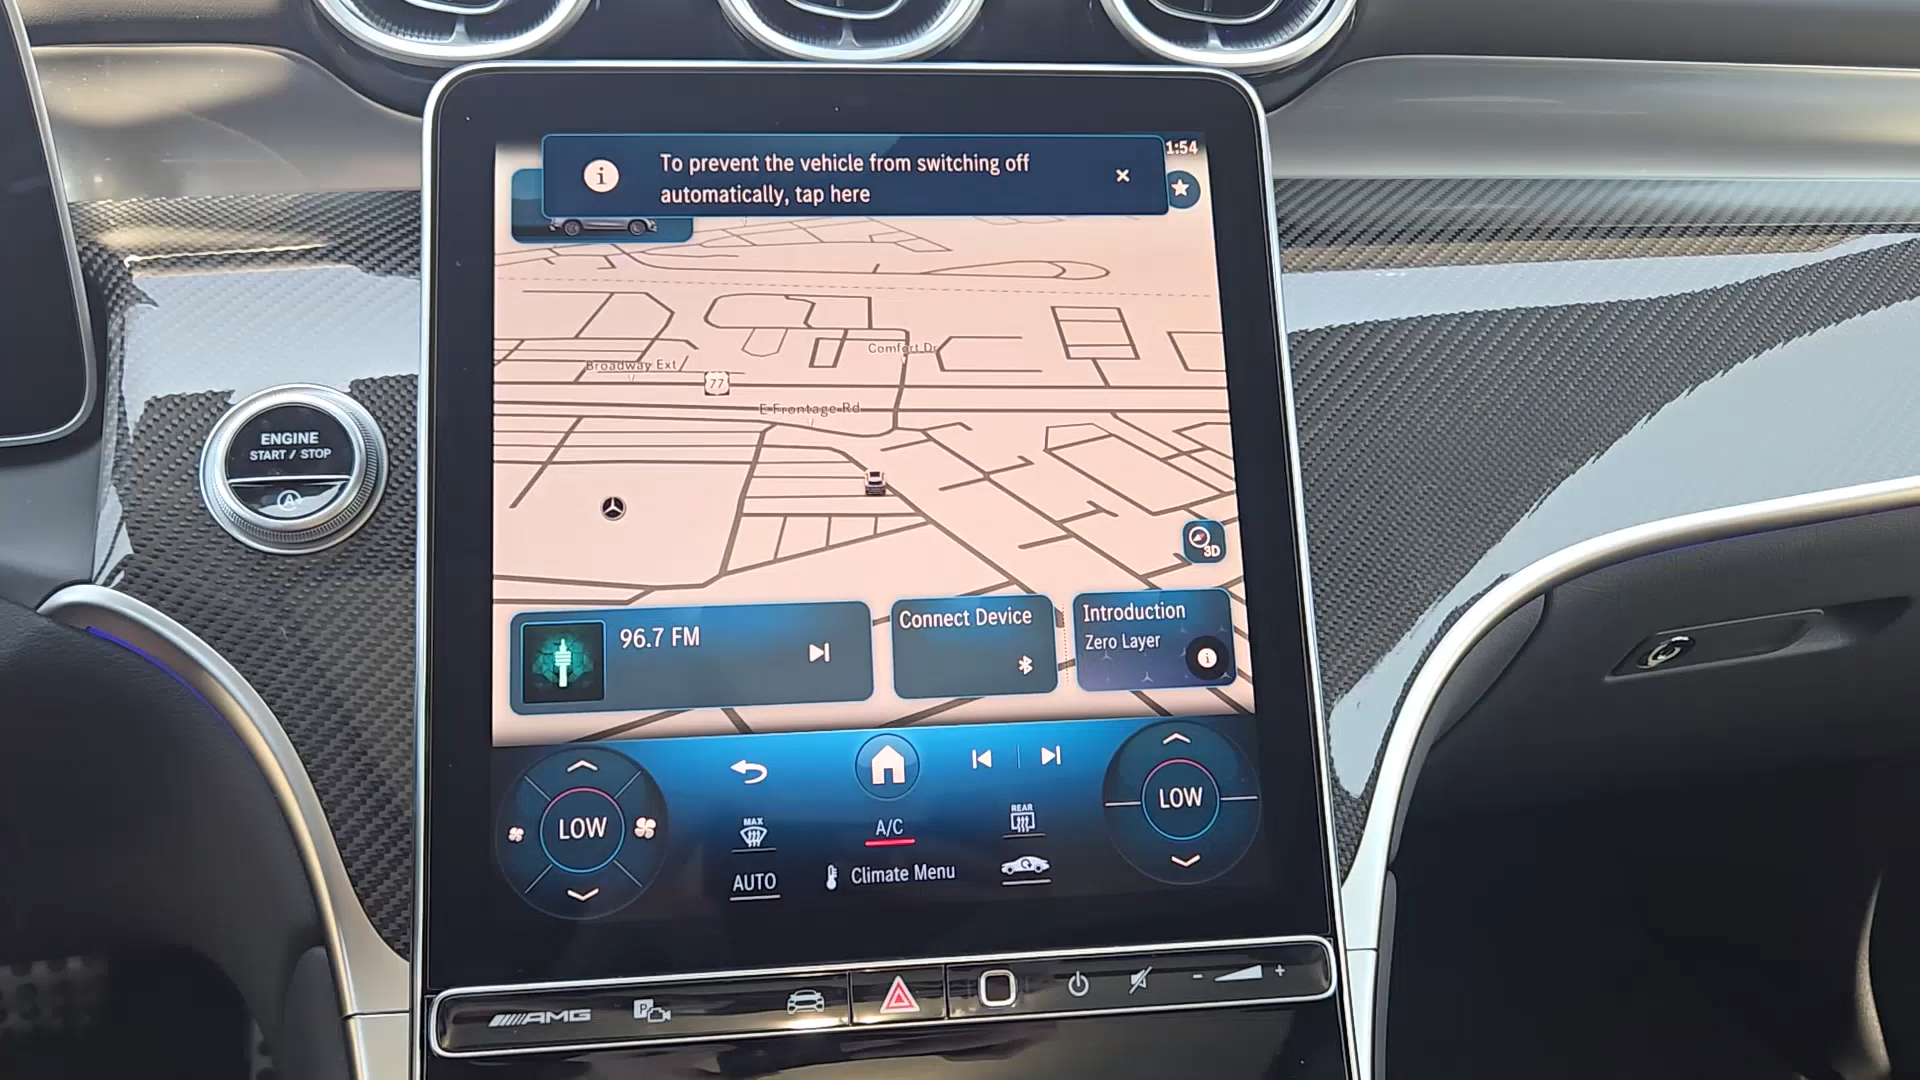 To prevent the vehicle from switching off
automatically, tap here
1:54
Comfort Dr
Broadway Ext
77
E Frontage Rd
ENGINE
START / STOP
A
3D
96.7 FM
Connect Device
Introduction
Zero Layer
LOW
MAX
A/C
REAR
LOW
AUTO
Climate Menu
AMG
P